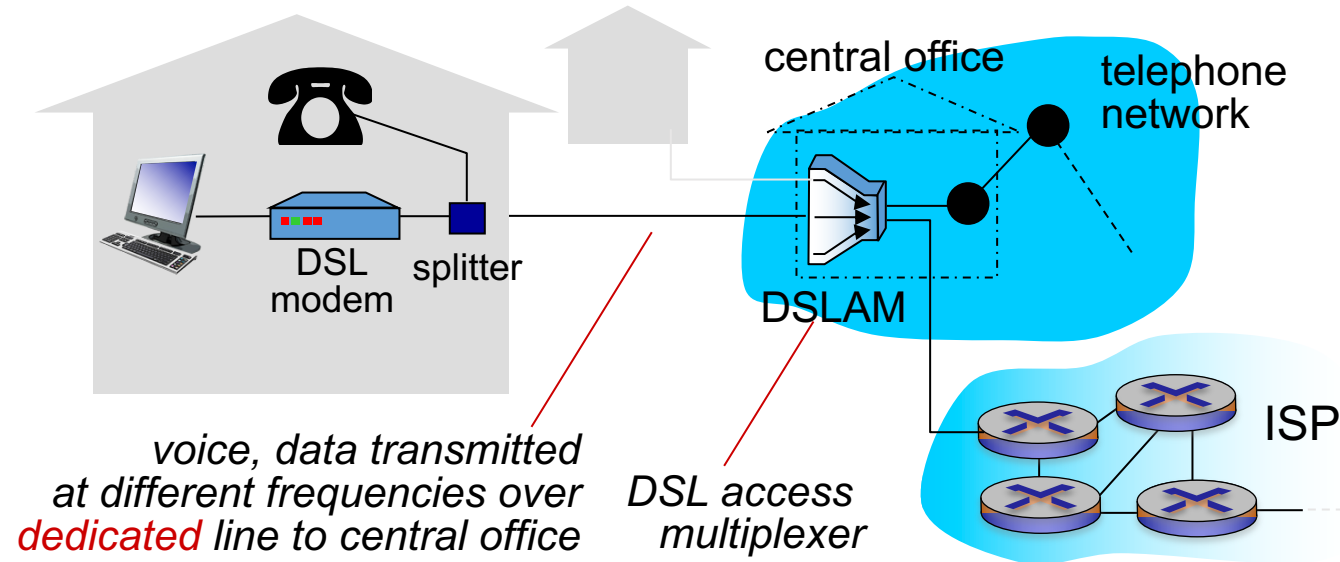 central office
telephone
network
DSL
modem
splitter
DSLAM
ISP
voice, data transmitted
at different frequencies over
dedicated line to central office
DSL access
multiplexer